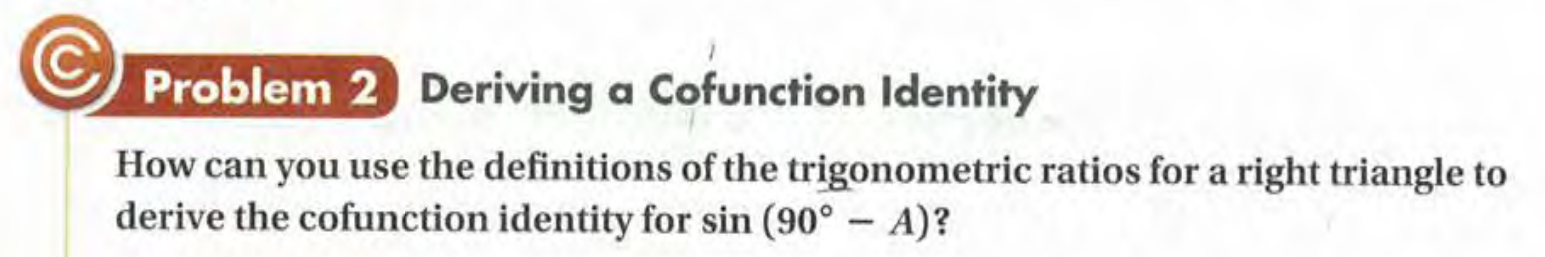 © Problem 2 Deriving a Cofunction Identity
How can you use the definitions of the trigonometric ratios for a right triangle to
derive the cofunction identity for sin (90° − A)?